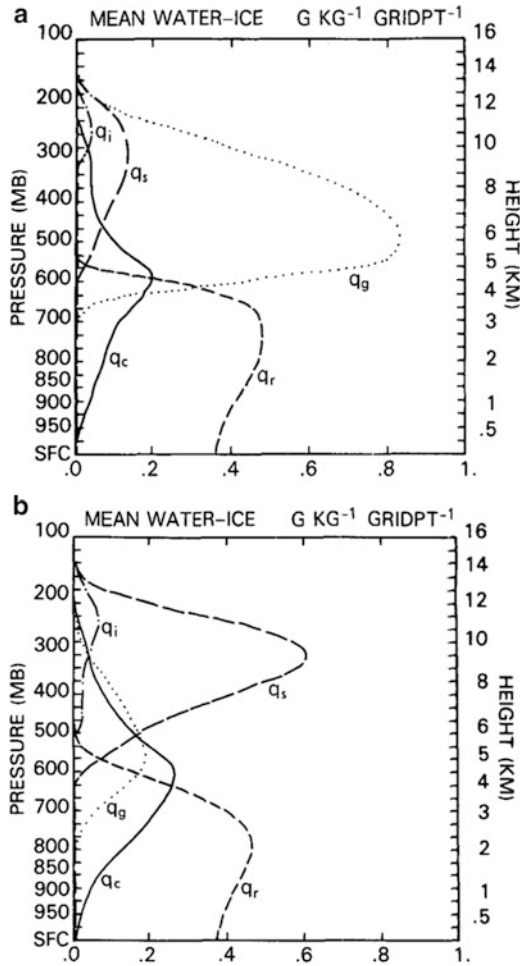 a
MEAN WATER–ICE G KG⁻¹ GRIDPT⁻¹
100
200
300
400
500
600
700
800
850
900
950
SFC
PRESSURE (MB)
16
14
12
10
8
6
5
4
3
2
1
.5
HEIGHT (KM)
qi
qs
qg
qc
qr
.0 .2 .4 .6 .8 1.
b
MEAN WATER–ICE G KG⁻¹ GRIDPT⁻¹
100
200
300
400
500
600
700
800
850
900
950
SFC
PRESSURE (MB)
16
14
12
10
8
6
5
4
3
2
1
.5
HEIGHT (KM)
qi
qs
qg
qc
qr
.0 .2 .4 .6 .8 1.